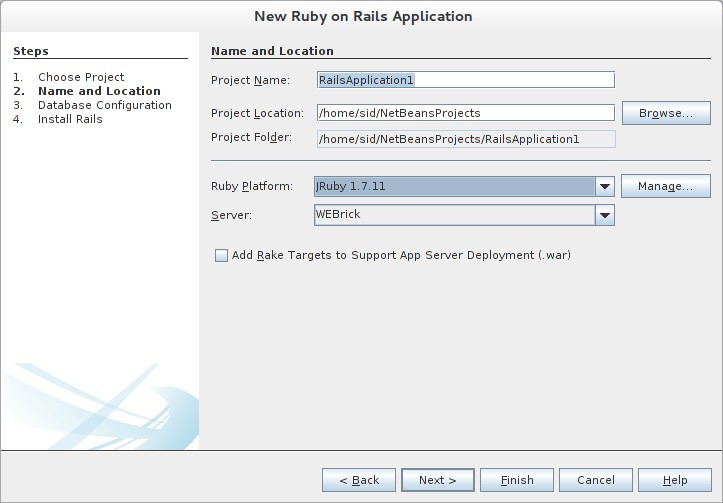 New Ruby on Rails Application
Steps
1. Choose Project
2. Name and Location
3. Database Configuration
4. Install Rails
Name and Location
Project Name: RailsApplication1
Project Location: /home/sid/NetBeansProjects Browse...
Project Folder: /home/sid/NetBeansProjects/RailsApplication1
Ruby Platform: JRuby 1.7.11 Manage...
Server: WEBrick
Add Rake Targets to Support App Server Deployment (.war)
< Back Next > Finish Cancel Help